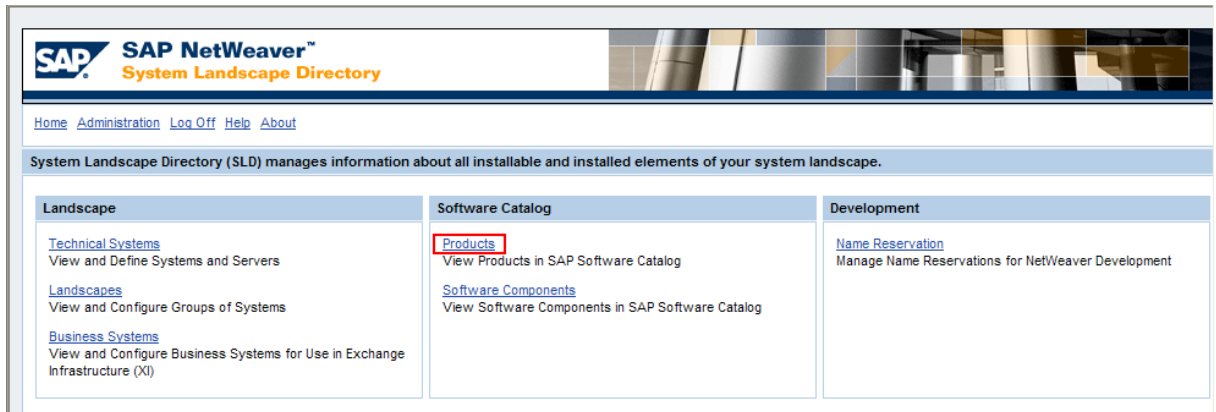 SAP
SAP NetWeaver™
System Landscape Directory
Home Administration Log Off Help About
System Landscape Directory (SLD) manages information about all installable and installed elements of your system landscape.
Landscape
Technical Systems
View and Define Systems and Servers
Landscapes
View and Configure Groups of Systems
Business Systems
View and Configure Business Systems for Use in Exchange
Infrastructure (XI)
Software Catalog
Products
View Products in SAP Software Catalog
Software Components
View Software Components in SAP Software Catalog
Development
Name Reservation
Manage Name Reservations for NetWeaver Development